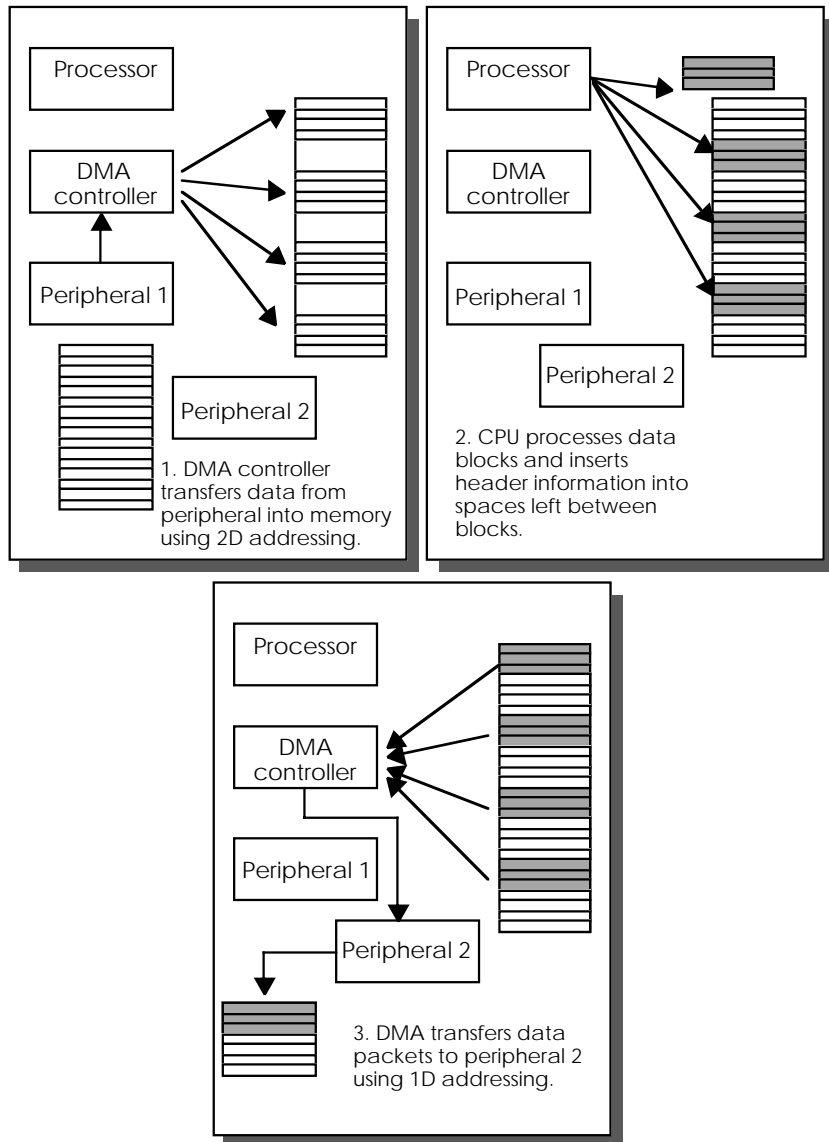 Processor
DMA
controller
Peripheral 1
Peripheral 2
1. DMA controller
transfers data from
peripheral into memory
using 2D addressing.
Processor
DMA
controller
Peripheral 1
Peripheral 2
2. CPU processes data
blocks and inserts
header information into
spaces left between
blocks.
Processor
DMA
controller
Peripheral 1
Peripheral 2
3. DMA transfers data
packets to peripheral 2
using 1D addressing.